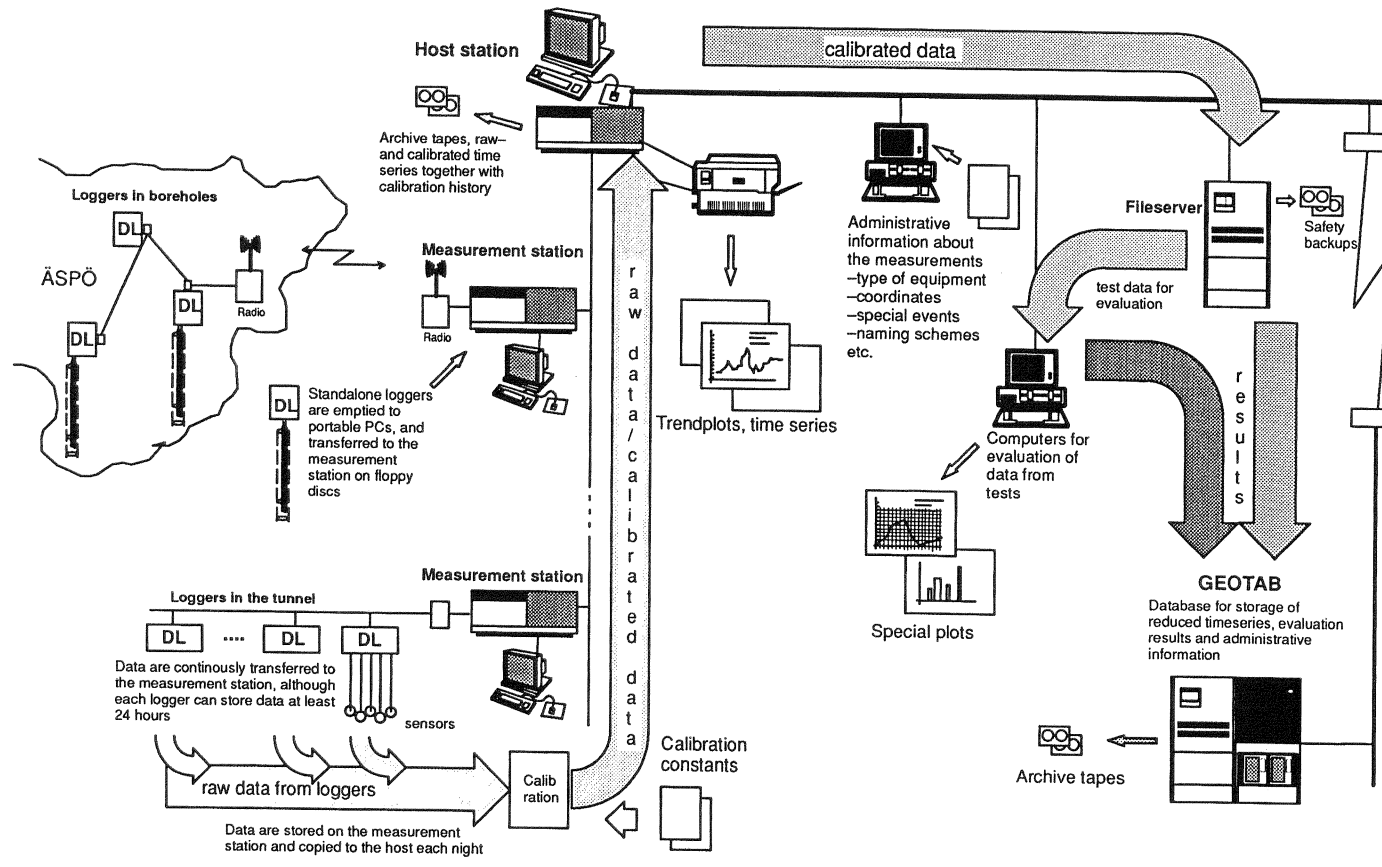 Host station
calibrated data
Archive tapes, raw–
and calibrated time
series together with
calibration history
Loggers in boreholes
DL
ÄSPÖ
DL
DL
Radio
Measurement station
Radio
DL
Standalone loggers
are emptied to
portable PCs, and
transferred to the
measurement
station on floppy
discs
raw data/calibrated data
Trendplots, time series
Administrative
information about
the measurements
–type of equipment
–coordinates
–special events
–naming schemes
etc.
Fileserver
Safety
backups
test data for
evaluation
Computers for
evaluation of
data from
tests
results
Special plots
GEOTAB
Database for storage of
reduced timeseries, evaluation
results and administrative
information
Archive tapes
Measurement station
Loggers in the tunnel
DL .... DL DL
Data are continously transferred to
the measurement station, although
each logger can store data at least
24 hours
sensors
raw data from loggers
Calib
ration
Calibration
constants
Data are stored on the measurement
station and copied to the host each night